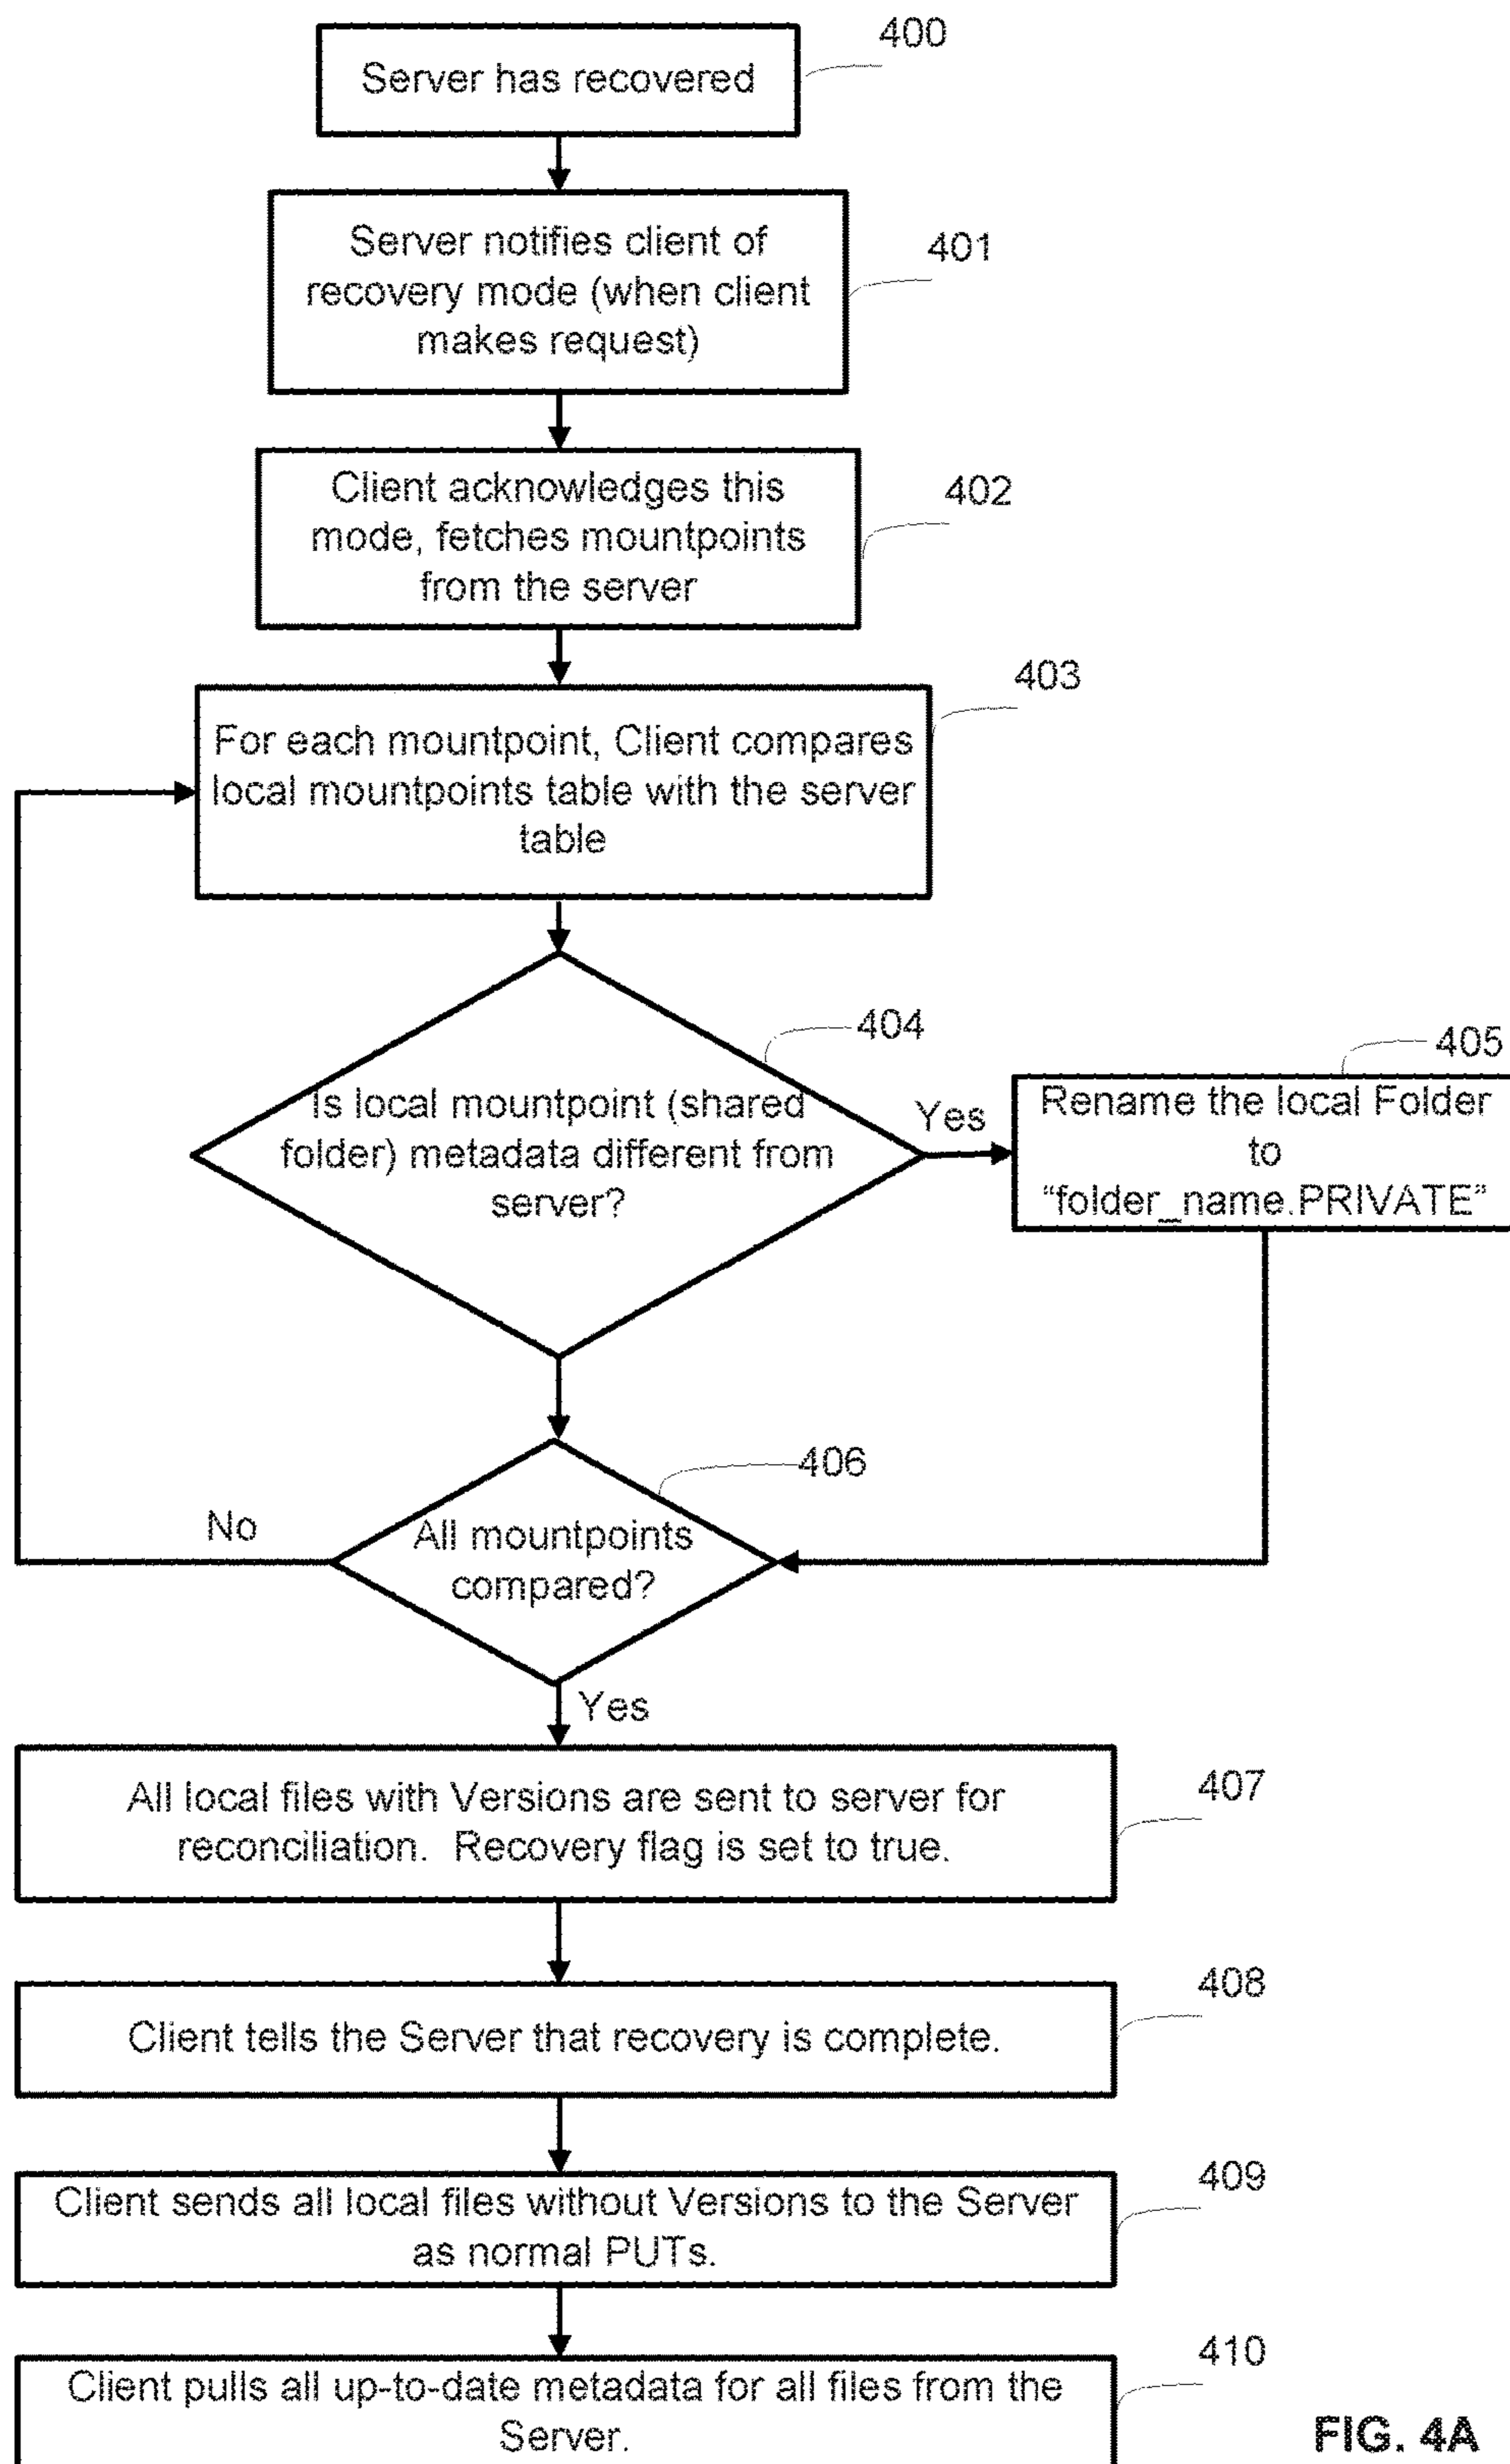 400
Server has recovered
401
Server notifies client of
recovery mode (when client
makes request)
402
Client acknowledges this
mode, fetches mountpoints
from the server
403
For each mountpoint, Client compares
local mountpoints table with the server
table
404
Is local mountpoint (shared
folder) metadata different from
server?
Yes
405
Rename the local Folder
to
“folder_name.PRIVATE”
406
All mountpoints
compared?
No
Yes
407
All local files with Versions are sent to server for
reconciliation. Recovery flag is set to true.
408
Client tells the Server that recovery is complete.
409
Client sends all local files without Versions to the Server
as normal PUTs.
410
Client pulls all up-to-date metadata for all files from the
Server.
FIG. 4A